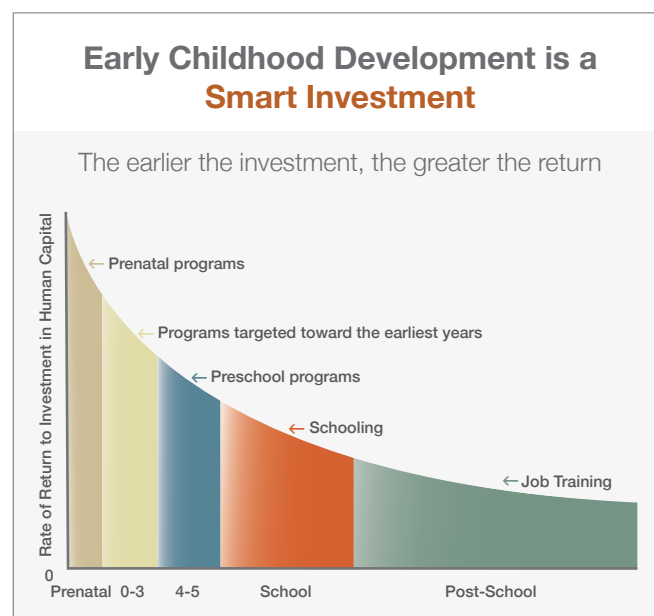 Early Childhood Development is a
Smart Investment
The earlier the investment, the greater the return
Rate of Return to Investment in Human Capital
← Prenatal programs
← Programs targeted toward the earliest years
← Preschool programs
← Schooling
← Job Training
0
Prenatal 0-3 4-5 School Post-School